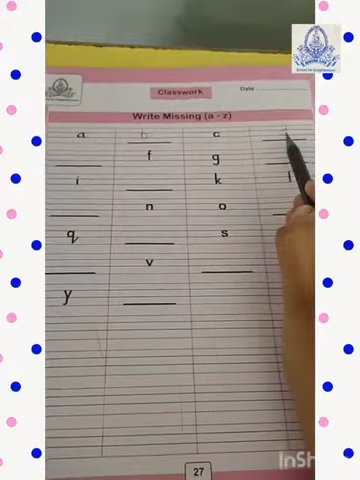 Classwork
Date
Write Missing (a - z)
a b c
f g
i k l
n o
q s
v
y
27
InSh